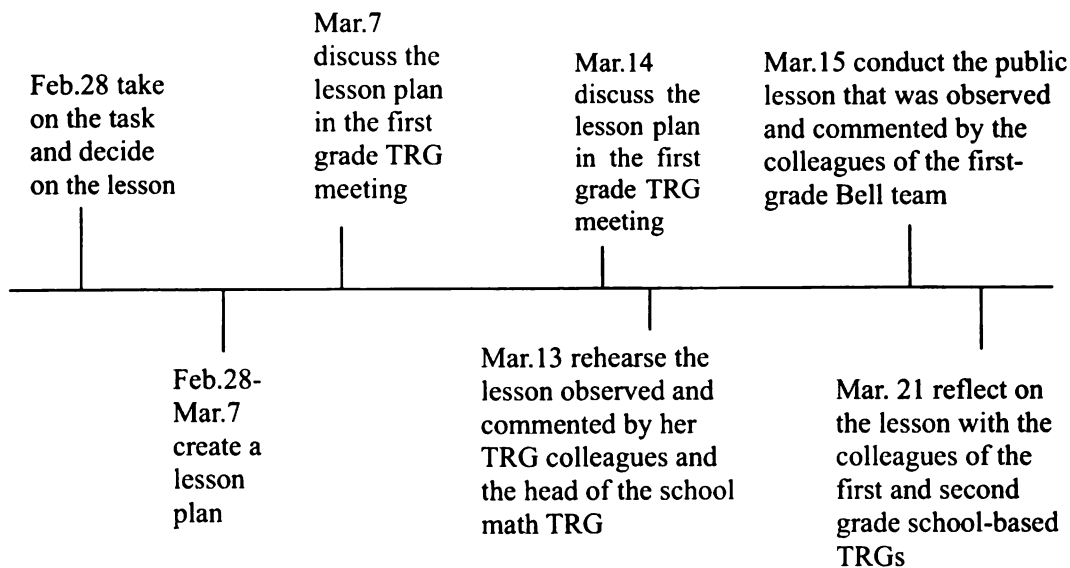 Feb.28 take
on the task
and decide
on the lesson
Feb.28-
Mar.7
create a
lesson
plan
Mar.7
discuss the
lesson plan
in the first
grade TRG
meeting
Mar.14
discuss the
lesson plan
in the first
grade TRG
meeting
Mar.13 rehearse the
lesson observed and
commented by her
TRG colleagues and
the head of the school
math TRG
Mar.15 conduct the public
lesson that was observed
and commented by the
colleagues of the first-
grade Bell team
Mar. 21 reflect on
the lesson with the
colleagues of the
first and second
grade school-based
TRGs